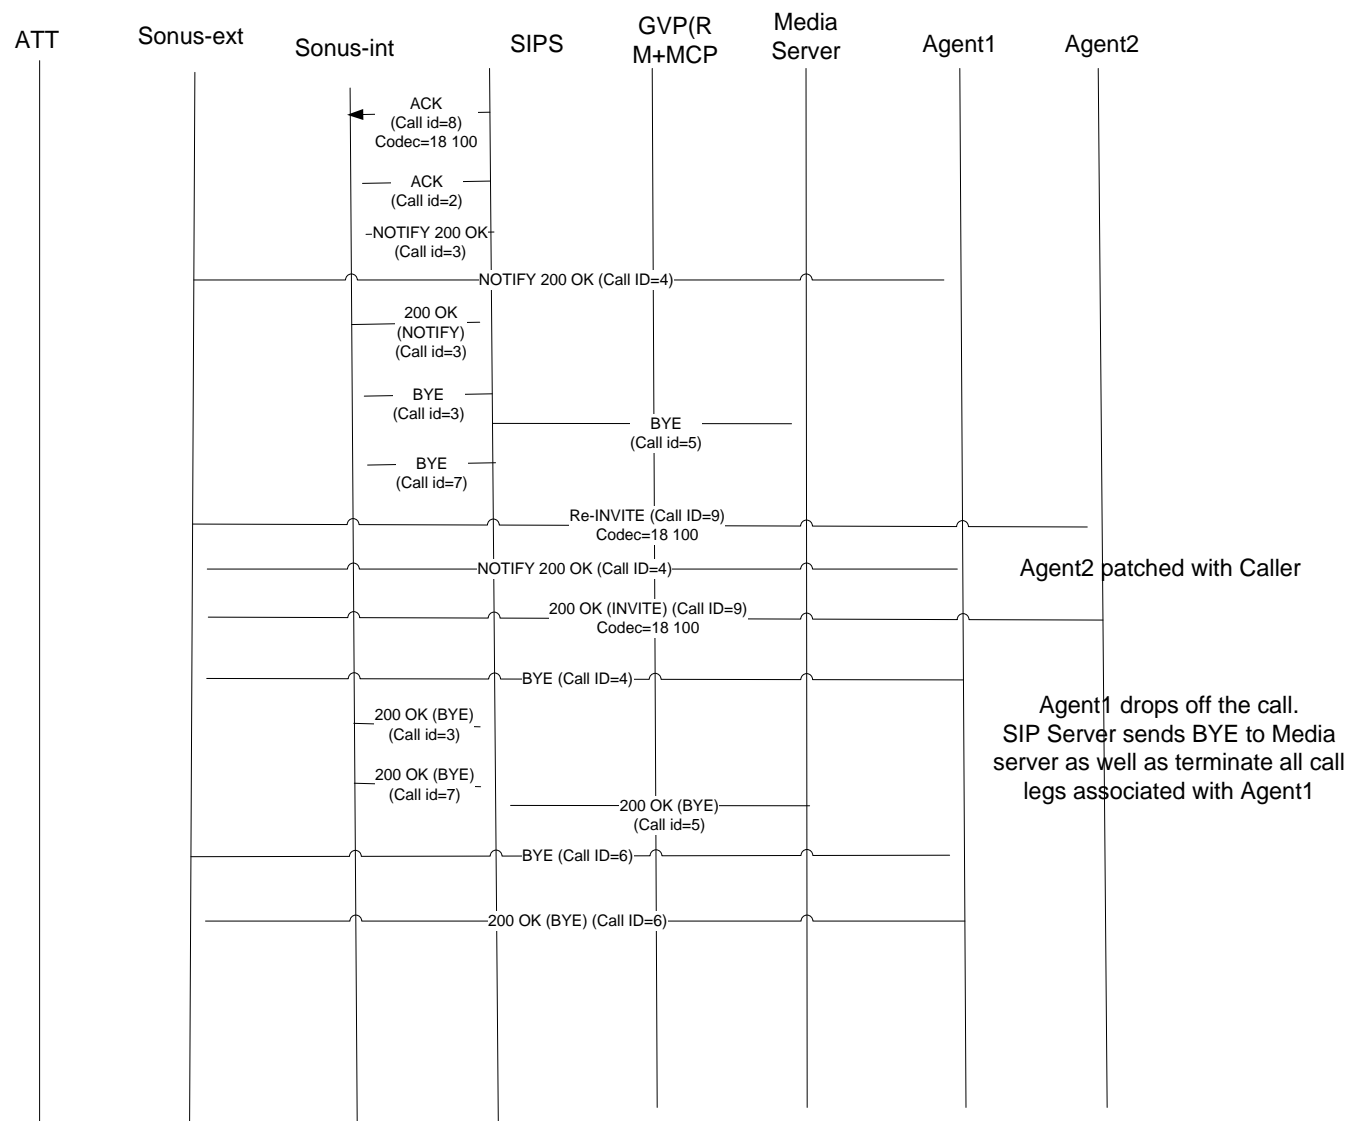 ATT
Sonus-ext
Sonus-int
SIPS
GVP(R
M+MCP
Media
Server
Agent1
Agent2
ACK
(Call id=8)
Codec=18 100
ACK
(Call id=2)
NOTIFY 200 OK
(Call id=3)
NOTIFY 200 OK (Call ID=4)
200 OK
(NOTIFY)
(Call id=3)
BYE
(Call id=3)
BYE
(Call id=5)
BYE
(Call id=7)
Re-INVITE (Call ID=9)
Codec=18 100
NOTIFY 200 OK (Call ID=4)
Agent2 patched with Caller
200 OK (INVITE) (Call ID=9)
Codec=18 100
BYE (Call ID=4)
Agent1 drops off the call.
SIP Server sends BYE to Media
server as well as terminate all call
legs associated with Agent1
200 OK (BYE)
(Call id=3)
200 OK (BYE)
(Call id=7)
200 OK (BYE)
(Call id=5)
BYE (Call ID=6)
200 OK (BYE) (Call ID=6)